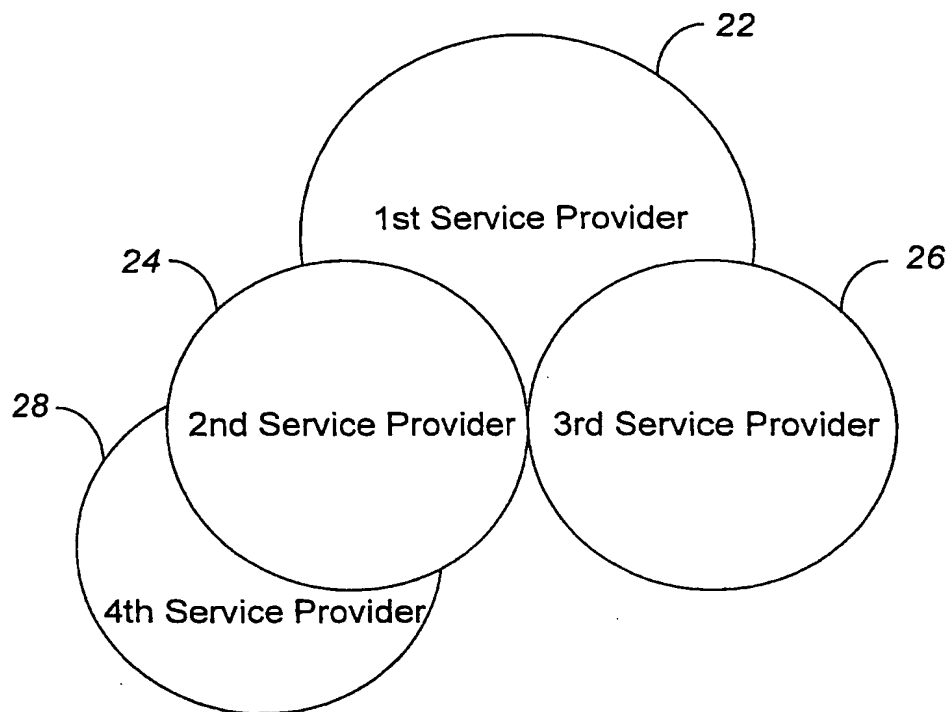 22
1st Service Provider
24
26
28
2nd Service Provider
3rd Service Provider
4th Service Provider